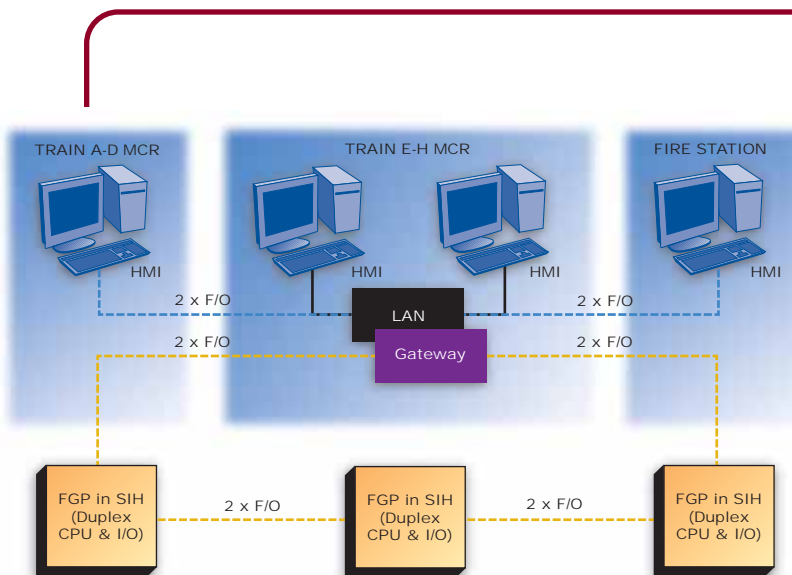 TRAIN A-D MCR
TRAIN E-H MCR
FIRE STATION
HMI
HMI
HMI
HMI
2 x F/O
2 x F/O
LAN
2 x F/O
2 x F/O
Gateway
FGP in SIH
(Duplex
CPU & I/O)
2 x F/O
FGP in SIH
(Duplex
CPU & I/O)
2 x F/O
FGP in SIH
(Duplex
CPU & I/O)